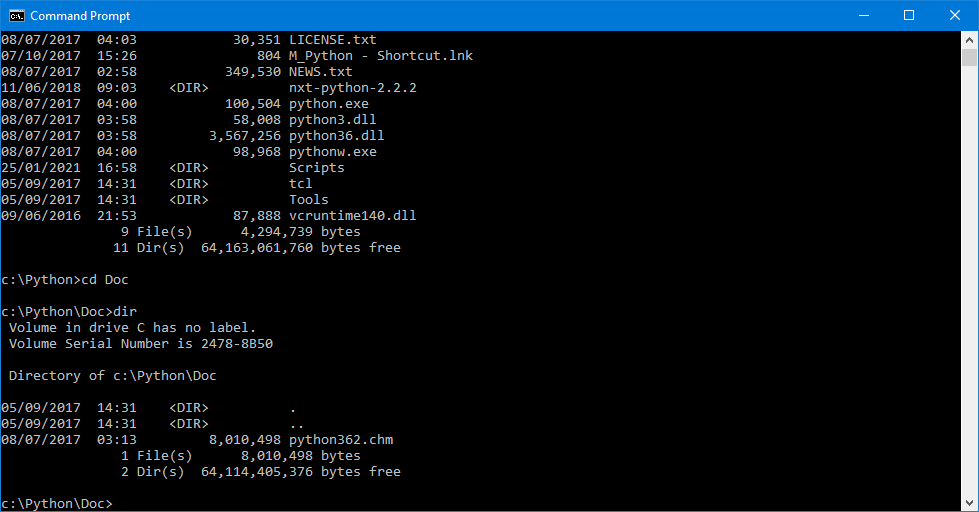 Command Prompt
08/07/2017  04:03            30,351 LICENSE.txt
07/10/2017  15:26               804 M_Python - Shortcut.lnk
08/07/2017  02:58           349,530 NEWS.txt
11/06/2018  09:03    <DIR>          nxt-python-2.2.2
08/07/2017  04:00           100,504 python.exe
08/07/2017  03:58            58,008 python3.dll
08/07/2017  03:58         3,567,256 python36.dll
08/07/2017  04:00            98,968 pythonw.exe
25/01/2021  16:58    <DIR>          Scripts
05/09/2017  14:31    <DIR>          tcl
05/09/2017  14:31    <DIR>          Tools
09/06/2016  21:53            87,888 vcruntime140.dll
               9 File(s)      4,294,739 bytes
              11 Dir(s)  64,163,061,760 bytes free
c:\Python>cd Doc
c:\Python\Doc>dir
 Volume in drive C has no label.
 Volume Serial Number is 2478-8B50
 Directory of c:\Python\Doc
05/09/2017  14:31    <DIR>          .
05/09/2017  14:31    <DIR>          ..
08/07/2017  03:13         8,010,498 python362.chm
               1 File(s)      8,010,498 bytes
               2 Dir(s)  64,114,405,376 bytes free
c:\Python\Doc>